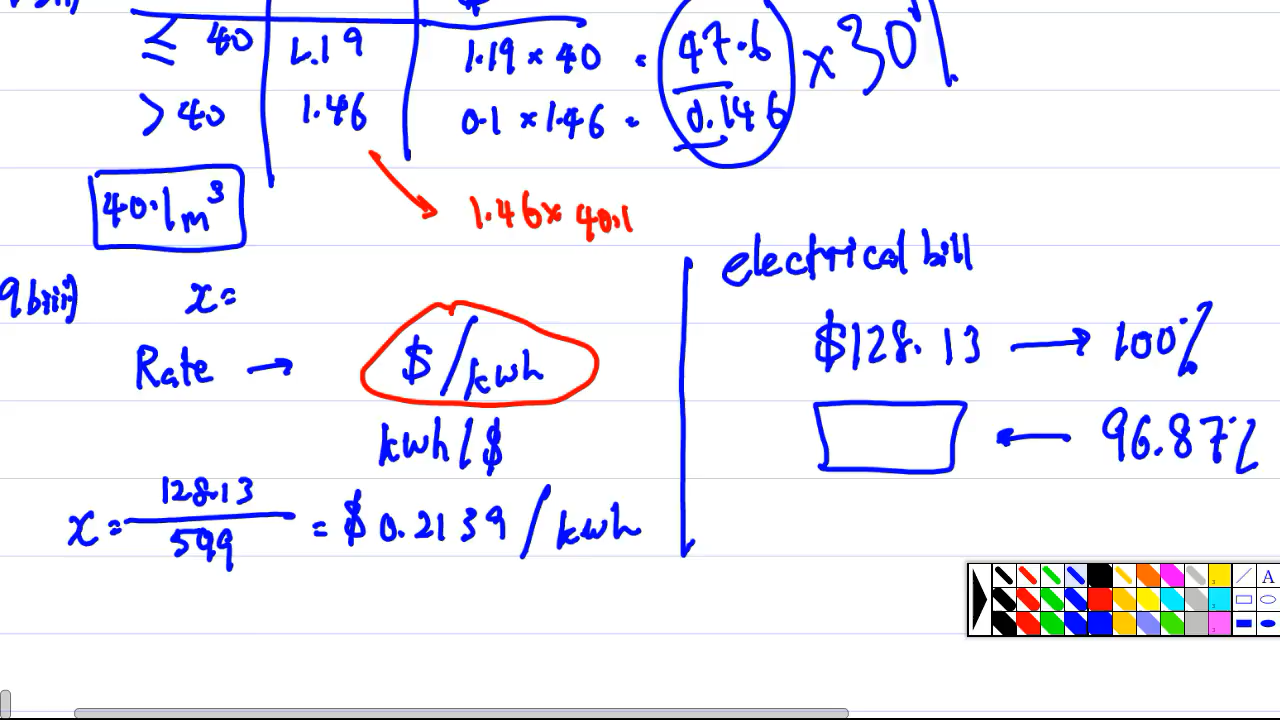 ≤ 40 1.19 1.19 × 40 = 47.6 × 30%
> 40 1.46 0.1 × 1.46 = 0.146
40.1 m³
1.46 × 40.1
9biii) x =
Rate → $/kwh
kwh/$
x = 128.13/599 = $0.2139/kwh
electrical bill
$128.13 → 100%
← 96.87%
A